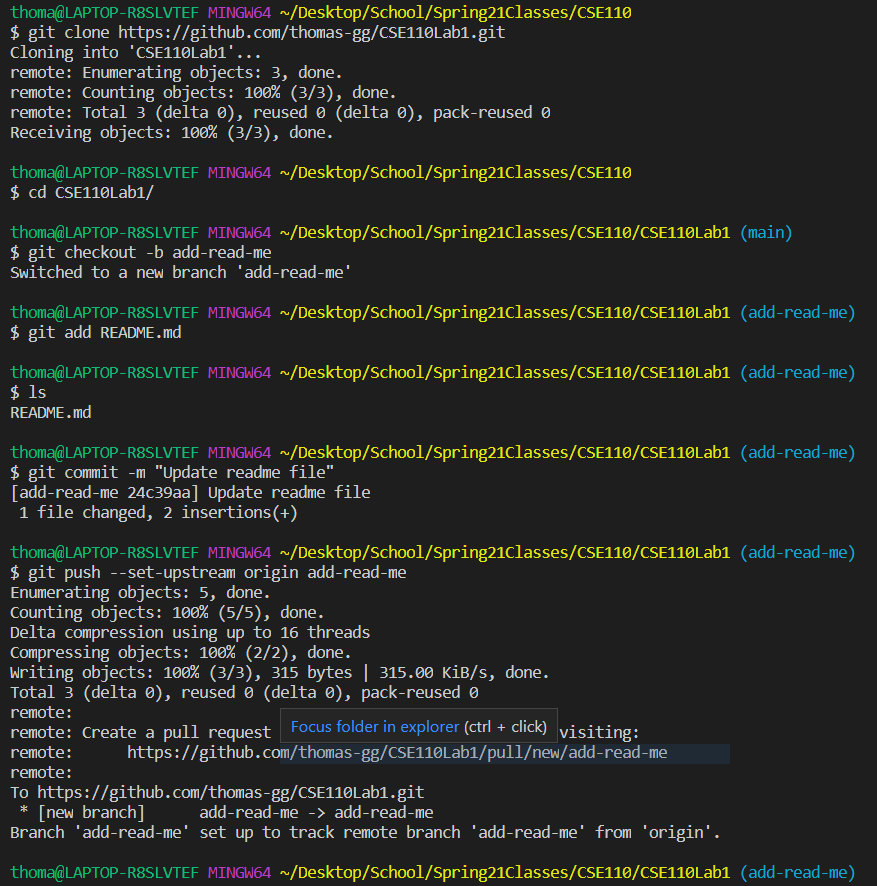 thoma@LAPTOP-R8SLVTEF MINGW64 ~/Desktop/School/Spring21Classes/CSE110
$ git clone https://github.com/thomas-gg/CSE110Lab1.git
Cloning into 'CSE110Lab1'...
remote: Enumerating objects: 3, done.
remote: Counting objects: 100% (3/3), done.
remote: Total 3 (delta 0), reused 0 (delta 0), pack-reused 0
Receiving objects: 100% (3/3), done.
thoma@LAPTOP-R8SLVTEF MINGW64 ~/Desktop/School/Spring21Classes/CSE110
$ cd CSE110Lab1/
thoma@LAPTOP-R8SLVTEF MINGW64 ~/Desktop/School/Spring21Classes/CSE110/CSE110Lab1 (main)
$ git checkout -b add-read-me
Switched to a new branch 'add-read-me'
thoma@LAPTOP-R8SLVTEF MINGW64 ~/Desktop/School/Spring21Classes/CSE110/CSE110Lab1 (add-read-me)
$ git add README.md
thoma@LAPTOP-R8SLVTEF MINGW64 ~/Desktop/School/Spring21Classes/CSE110/CSE110Lab1 (add-read-me)
$ ls
README.md
thoma@LAPTOP-R8SLVTEF MINGW64 ~/Desktop/School/Spring21Classes/CSE110/CSE110Lab1 (add-read-me)
$ git commit -m "Update readme file"
[add-read-me 24c39aa] Update readme file
 1 file changed, 2 insertions(+)
thoma@LAPTOP-R8SLVTEF MINGW64 ~/Desktop/School/Spring21Classes/CSE110/CSE110Lab1 (add-read-me)
$ git push --set-upstream origin add-read-me
Enumerating objects: 5, done.
Counting objects: 100% (5/5), done.
Delta compression using up to 16 threads
Compressing objects: 100% (2/2), done.
Writing objects: 100% (3/3), 315 bytes | 315.00 KiB/s, done.
Total 3 (delta 0), reused 0 (delta 0), pack-reused 0
remote:
remote: Create a pull request Focus folder in explorer (ctrl + click) visiting:
remote:      https://github.com/thomas-gg/CSE110Lab1/pull/new/add-read-me
remote:
To https://github.com/thomas-gg/CSE110Lab1.git
 * [new branch]      add-read-me -> add-read-me
Branch 'add-read-me' set up to track remote branch 'add-read-me' from 'origin'.
thoma@LAPTOP-R8SLVTEF MINGW64 ~/Desktop/School/Spring21Classes/CSE110/CSE110Lab1 (add-read-me)